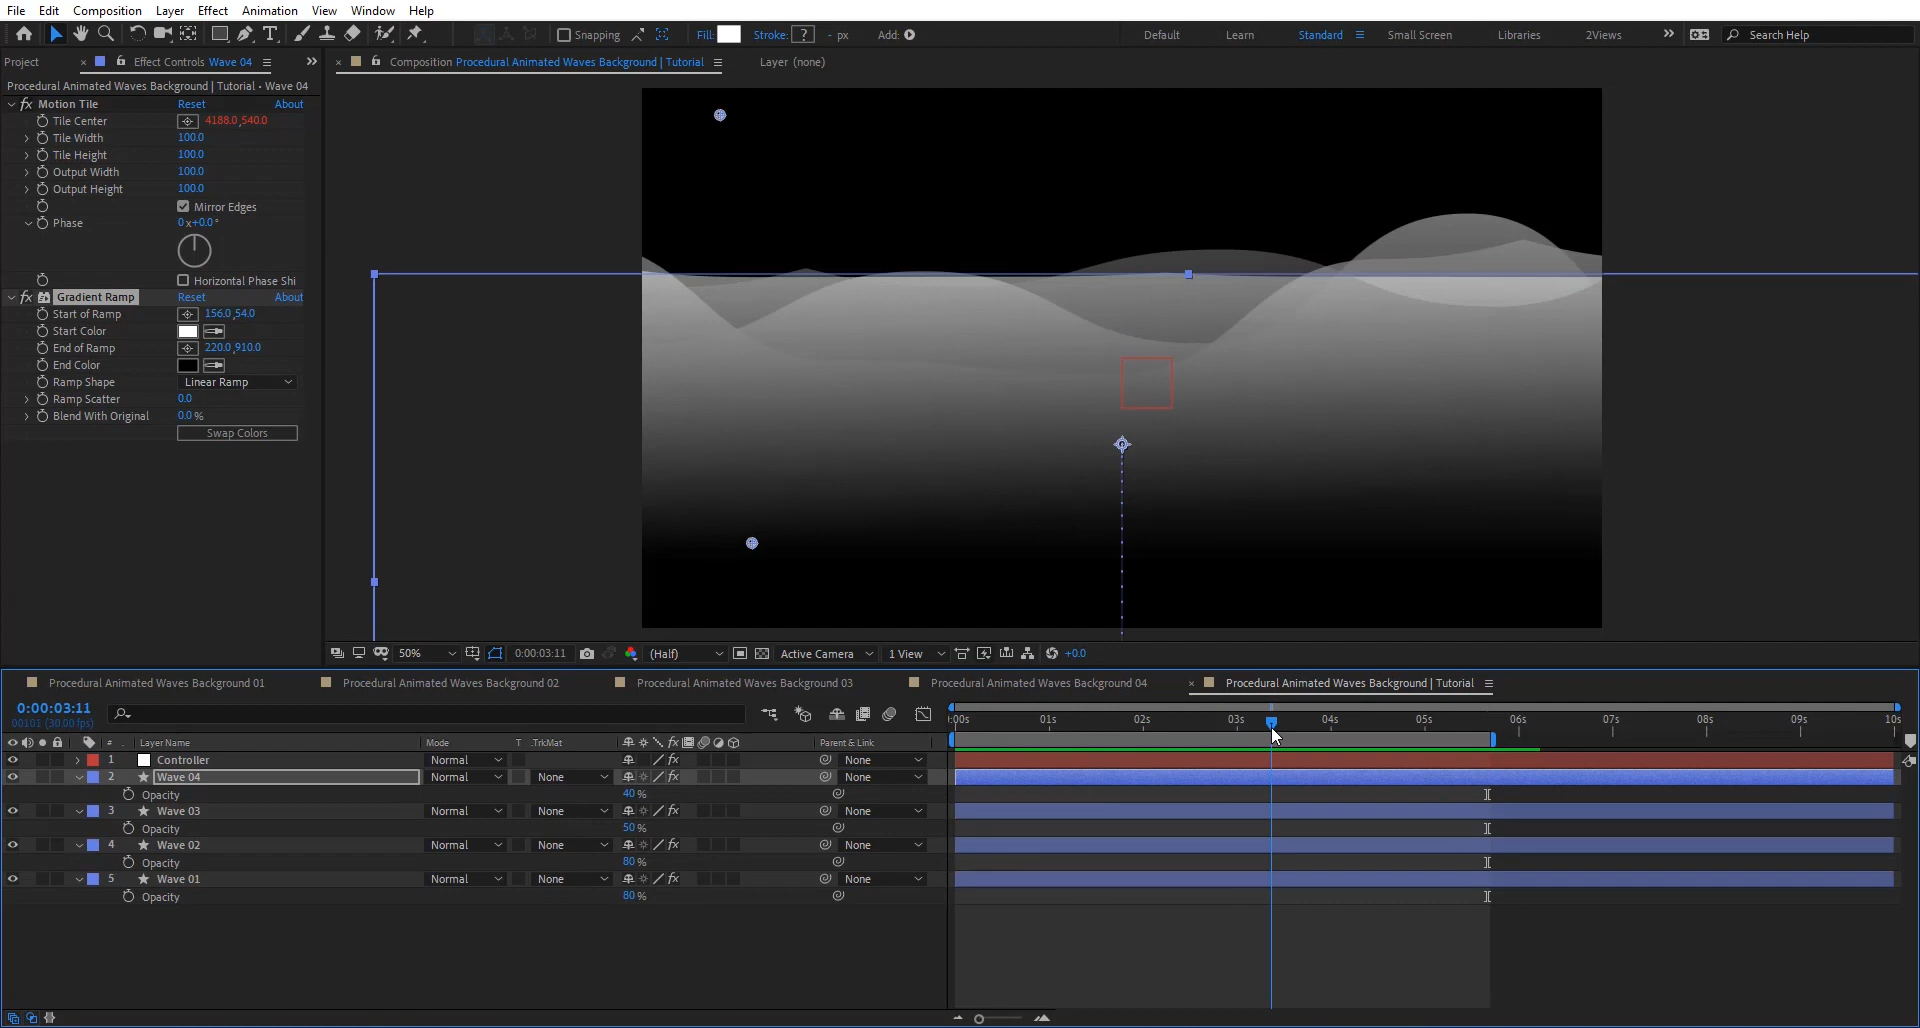 File Edit Composition Layer Effect Animation View Window Help
Snapping Fill: Stroke: ? - px Add: Default Learn Standard Small Screen Libraries 2Views Search Help
Project Effect Controls Wave 04 Composition Procedural Animated Waves Background | Tutorial Layer (none)
Procedural Animated Waves Background | Tutorial • Wave 04
Motion Tile Reset About
Tile Center 4188.0,540.0
Tile Width 100.0
Tile Height 100.0
Output Width 100.0
Output Height 100.0
Mirror Edges
Phase 0x+0.0°
Horizontal Phase Shi
Gradient Ramp Reset About
Start of Ramp 156.0,54.0
Start Color
End of Ramp 220.0,910.0
End Color
Ramp Shape Linear Ramp
Ramp Scatter 0.0
Blend With Original 0.0 %
Swap Colors
50% 0:00:03:11 (Half) Active Camera 1 View +0.0
Procedural Animated Waves Background 01 Procedural Animated Waves Background 02 Procedural Animated Waves Background 03 Procedural Animated Waves Background 04 Procedural Animated Waves Background | Tutorial
0:00:03:11
00101 (30.00 fps)
:00s 01s 02s 03s 04s 05s 06s 07s 08s 09s 10s
# . Layer Name Mode T .TrkMat fx Parent & Link
1 Controller Normal fx None
2 Wave 04 Normal None fx None
Opacity 40 %
3 Wave 03 Normal None fx None
Opacity 50 %
4 Wave 02 Normal None fx None
Opacity 80 %
5 Wave 01 Normal None fx None
Opacity 80 %